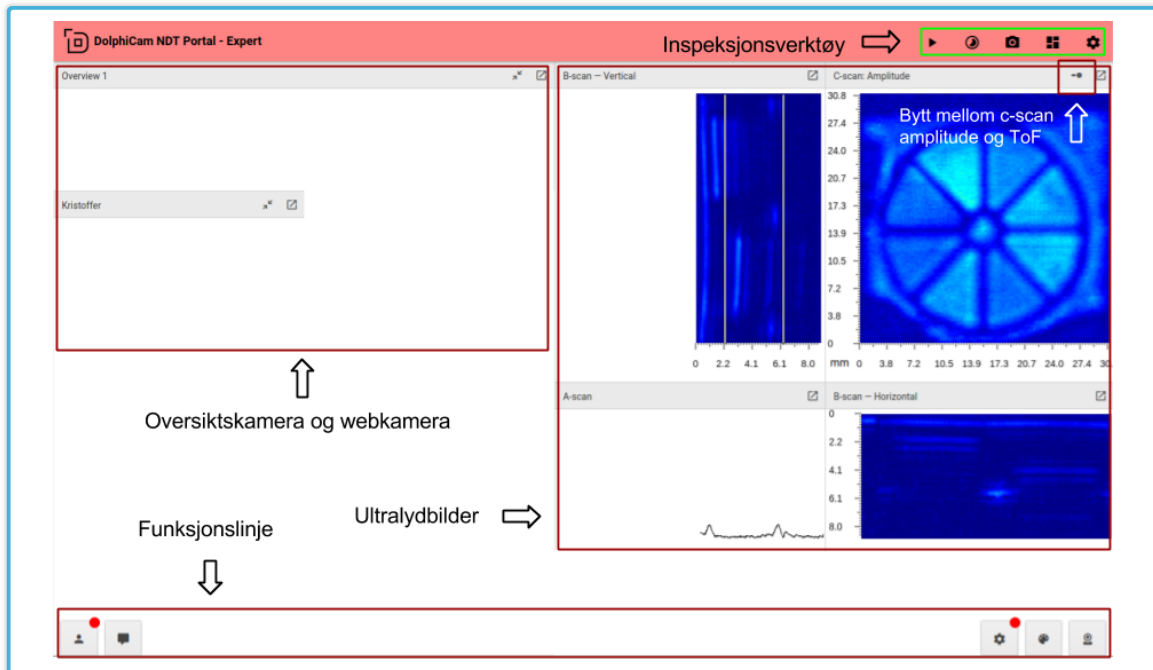 DolphiCam NDT Portal - Expert
Inspeksjonsverktøy
Overview 1
B-scan — Vertical
C-scan: Amplitude
30.8
27.4
24.0
20.7
17.3
13.9
10.5
7.2
3.8
0
Bytt mellom c-scan
amplitude og ToF
Kristoffer
0 2.2 4.1 6.1 8.0
mm 0 3.8 7.2 10.5 13.9 17.3 20.7 24.0 27.4 30
Oversiktskamera og webkamera
A-scan
B-scan — Horizontal
0
2.2
4.1
6.1
8.0
Ultralydbilder
Funksjonslinje